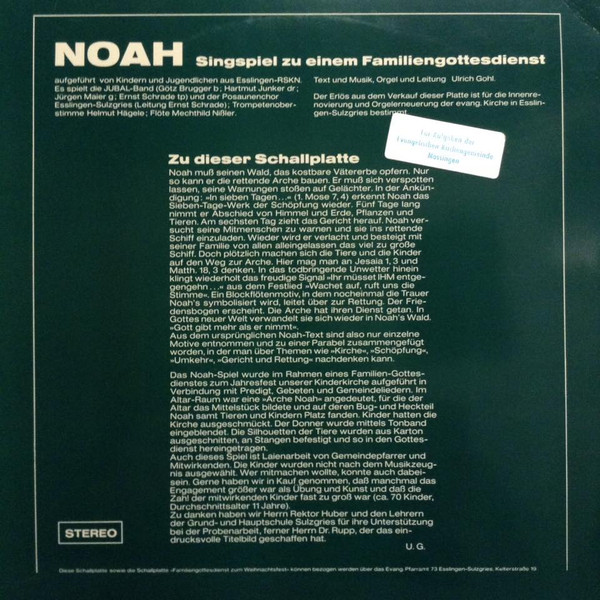 NOAH Singspiel zu einem Familiengottesdienst
aufgeführt von Kindern und Jugendlichen aus Esslingen-RSKN.
Es spielt die JUBAL-Band (Götz Brugger b; Hartmut Junker dr;
Jürgen Maier g; Ernst Schrade tp) und der Posaunenchor
Esslingen-Sulzgries (Leitung Ernst Schrade); Trompetenober-
stimme Helmut Hägele; Flöte Mechthild Nißler.
Text und Musik, Orgel und Leitung Ulrich Gohl.
Der Erlös aus dem Verkauf dieser Platte ist für die Innenre-
novierung und Orgelerneuerung der evang. Kirche in Esslin-
gen-Sulzgries bestimmt
Evangelischen Kirchengemeinde
Zu dieser Schallplatte
Noah muß seinen Wald, das kostbare Vätererbe opfern. Nur
so kann er die rettende Arche bauen. Er muß sich verspotten
lassen, seine Warnungen stoßen auf Gelächter. In der Ankün-
digung: »In sieben Tagen...« (1. Mose 7, 4) erkennt Noah das
Sieben-Tage-Werk der Schöpfung wieder. Fünf Tage lang
nimmt er Abschied von Himmel und Erde, Pflanzen und
Tieren. Am sechsten Tag zieht das Gericht herauf. Noah ver-
sucht seine Mitmenschen zu warnen und sie ins rettende
Schiff einzuladen. Wieder wird er verlacht und besteigt mit
seiner Familie von allen alleingelassen das viel zu große
Schiff. Doch plötzlich machen sich die Tiere und die Kinder
auf den Weg zur Arche. Hier mag man an Jesaia 1, 3 und
Matth. 18, 3 denken. In das todbringende Unwetter hinein
klingt wiederholt das freudige Signal »Ihr müsset IHM entge-
gengehn...« aus dem Festlied »Wachet auf, ruft uns die
Stimme«. Ein Blockflötenmotiv, in dem nocheinmal die Trauer
Noah's symbolisiert wird, leitet über zur Rettung. Der Frie-
densbogen erscheint. Die Arche hat ihren Dienst getan. In
Gottes neuer Welt verwandelt sie sich wieder in Noah's Wald.
»Gott gibt mehr als er nimmt«.
Aus dem ursprünglichen Noah-Text sind also nur einzelne
Motive entnommen und zu einer Parabel zusammengefügt
worden, in der man über Themen wie »Kirche«, »Schöpfung«,
»Umkehr«, »Gericht und Rettung« nachdenken kann.
Das Noah-Spiel wurde im Rahmen eines Familien-Gottes-
dienstes zum Jahresfest unserer Kinderkirche aufgeführt in
Verbindung mit Predigt, Gebeten und Gemeindeliedern. Im
Altar-Raum war eine »Arche Noah« angedeutet, für die der
Altar das Mittelstück bildete und auf deren Bug- und Heckteil
Noah samt Tieren und Kindern Platz fanden. Kinder hatten die
Kirche ausgeschmückt. Der Donner wurde mittels Tonband
eingeblendet. Die Silhouetten der Tiere wurden aus Karton
ausgeschnitten, an Stangen befestigt und so in den Gottes-
dienst hereingetragen.
Auch dieses Spiel ist Laienarbeit von Gemeindepfarrer und
Mitwirkenden. Die Kinder wurden nicht nach dem Musikzeug-
nis ausgewählt. Wer mitmachen wollte, konnte auch dabei-
sein. Gerne haben wir in Kauf genommen, daß manchmal das
Engagement größer war als Übung und Kunst und daß die
Zahl der mitwirkenden Kinder fast zu groß war (ca. 70 Kinder,
Durchschnittsalter 11 Jahre).
Zu danken haben wir Herrn Rektor Huber und den Lehrern
der Grund- und Hauptschule Sulzgries für ihre Unterstützung
bei der Probenarbeit, ferner Herrn Dr. Rupp, der das ein-
drucksvolle Titelbild geschaffen hat.
U. G.
STEREO
Diese Schallplatte sowie die Schallplatte »Familiengottesdienst zum Weihnachtsfest« können bezogen werden über das Evang. Pfarramt 73 Esslingen-Sulzgries, Kelterstraße 19.